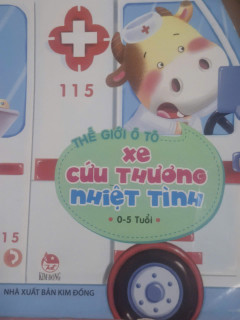 115
THẾ GIỚI Ô TÔ
xe
CỨU THƯƠNG
NHIỆT TÌNH
0-5 Tuổi
15
KIM ĐỒNG
NHÀ XUẤT BẢN KIM ĐỒNG